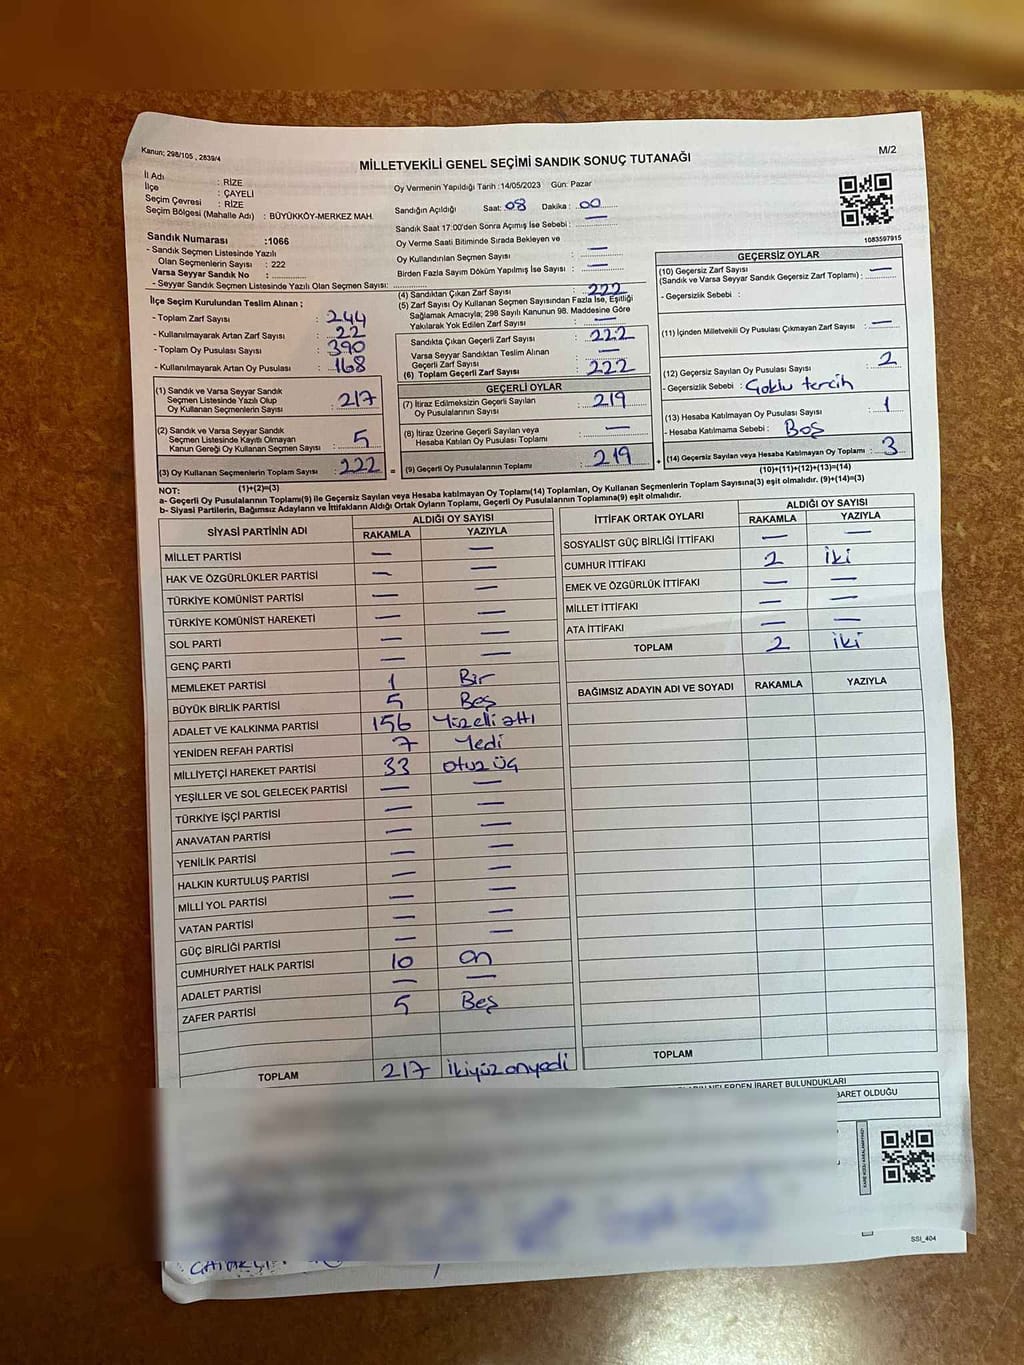 Kanun; 298/105 , 2839/4
MİLLETVEKİLİ GENEL SEÇİMİ SANDIK SONUÇ TUTANAĞI
M/2
İl Adı : RİZE
İlçe : ÇAYELİ
Seçim Çevresi : RİZE
Seçim Bölgesi (Mahalle Adı) : BÜYÜKKÖY-MERKEZ MAH.
Sandık Numarası :1066
- Sandık Seçmen Listesinde Yazılı
Olan Seçmenlerin Sayısı : 222
Varsa Seyyar Sandık No :
- Seyyar Sandık Seçmen Listesinde Yazılı Olan Seçmen Sayısı:
Oy Vermenin Yapıldığı Tarih :14/05/2023 Gün: Pazar
Sandığın Açıldığı Saat: 08 Dakika : 00
Sandık Saat 17:00'den Sonra Açımış İse Sebebi : —
Oy Verme Saati Bitiminde Sırada Bekleyen ve
Oy Kullandırılan Seçmen Sayısı : —
Birden Fazla Sayım Döküm Yapılmış İse Sayısı : —
1083597915
İlçe Seçim Kurulundan Teslim Alınan ;
- Toplam Zarf Sayısı : 244
- Kullanılmayarak Artan Zarf Sayısı : 22
- Toplam Oy Pusulası Sayısı : 390
- Kullanılmayarak Artan Oy Pusulası : 168
(1) Sandık ve Varsa Seyyar Sandık
Seçmen Listesinde Yazılı Olup
Oy Kullanan Seçmenlerin Sayısı : 217
(2) Sandık ve Varsa Seyyar Sandık
Seçmen Listesinde Kayıtlı Olmayan
Kanun Gereği Oy Kullanan Seçmen Sayısı : 5
(3) Oy Kullanan Seçmenlerin Toplam Sayısı : 222 =
(1)+(2)=(3)
(4) Sandıktan Çıkan Zarf Sayısı : 222
(5) Zarf Sayısı Oy Kullanan Seçmen Sayısından Fazla İse, Eşitliği
Sağlamak Amacıyla; 298 Sayılı Kanunun 98. Maddesine Göre
Yakılarak Yok Edilen Zarf Sayısı : —
Sandıkta Çıkan Geçerli Zarf Sayısı : 222
Varsa Seyyar Sandıktan Teslim Alınan
Geçerli Zarf Sayısı : —
(6) Toplam Geçerli Zarf Sayısı : 222
GEÇERLİ OYLAR
(7) İtiraz Edilmeksizin Geçerli Sayılan
Oy Pusulalarının Sayısı : 219
(8) İtiraz Üzerine Geçerli Sayılan veya
Hesaba Katılan Oy Pusulası Toplamı : —
(9) Geçerli Oy Pusulalarının Toplamı : 219 +
GEÇERSİZ OYLAR
(10) Geçersiz Zarf Sayısı
(Sandık ve Varsa Seyyar Sandık Geçersiz Zarf Toplamı) : —
- Geçersizlik Sebebi :
(11) İçinden Milletvekili Oy Pusulası Çıkmayan Zarf Sayısı : —
(12) Geçersiz Sayılan Oy Pusulası Sayısı : 2
- Geçersizlik Sebebi : Çoklu tercih
(13) Hesaba Katılmayan Oy Pusulası Sayısı : 1
- Hesaba Katılmama Sebebi : Boş
(14) Geçersiz Sayılan veya Hesaba Katılmayan Oy Toplamı : 3
(10)+(11)+(12)+(13)=(14)
NOT:
a- Geçerli Oy Pusulalarının Toplamı(9) ile Geçersiz Sayılan veya Hesaba katılmayan Oy Toplamı(14) Toplamları, Oy Kullanan Seçmenlerin Toplam Sayısına(3) eşit olmalıdır. (9)+(14)=(3)
b- Siyasi Partilerin, Bağımsız Adayların ve İttifakların Aldığı Ortak Oyların Toplamı, Geçerli Oy Pusulalarının Toplamına(9) eşit olmalıdır.
SİYASİ PARTİNİN ADI ALDIĞI OY SAYISI
RAKAMLA YAZIYLA
MİLLET PARTİSİ — —
HAK VE ÖZGÜRLÜKLER PARTİSİ — —
TÜRKİYE KOMÜNİST PARTİSİ — —
TÜRKİYE KOMÜNİST HAREKETİ — —
SOL PARTİ — —
GENÇ PARTİ — —
MEMLEKET PARTİSİ 1 Bir
BÜYÜK BİRLİK PARTİSİ 5 Beş
ADALET VE KALKINMA PARTİSİ 156 Yüzelli altı
YENİDEN REFAH PARTİSİ 7 Yedi
MİLLİYETÇİ HAREKET PARTİSİ 33 otuz üç
YEŞİLLER VE SOL GELECEK PARTİSİ — —
TÜRKİYE İŞÇİ PARTİSİ — —
ANAVATAN PARTİSİ — —
YENİLİK PARTİSİ — —
HALKIN KURTULUŞ PARTİSİ — —
MİLLİ YOL PARTİSİ — —
VATAN PARTİSİ — —
GÜÇ BİRLİĞİ PARTİSİ — —
CUMHURİYET HALK PARTİSİ 10 on
ADALET PARTİSİ — —
ZAFER PARTİSİ 5 Beş
TOPLAM 217 ikiyüzonyedi
İTTİFAK ORTAK OYLARI ALDIĞI OY SAYISI
RAKAMLA YAZIYLA
SOSYALİST GÜÇ BİRLİĞİ İTTİFAKI — —
CUMHUR İTTİFAKI 2 iki
EMEK VE ÖZGÜRLÜK İTTİFAKI — —
MİLLET İTTİFAKI — —
ATA İTTİFAKI — —
TOPLAM 2 iki
BAĞIMSIZ ADAYIN ADI VE SOYADI RAKAMLA YAZIYLA
TOPLAM
NELERDEN İBARET BULUNDUKLARI
BARET OLDUĞU
SSI_404